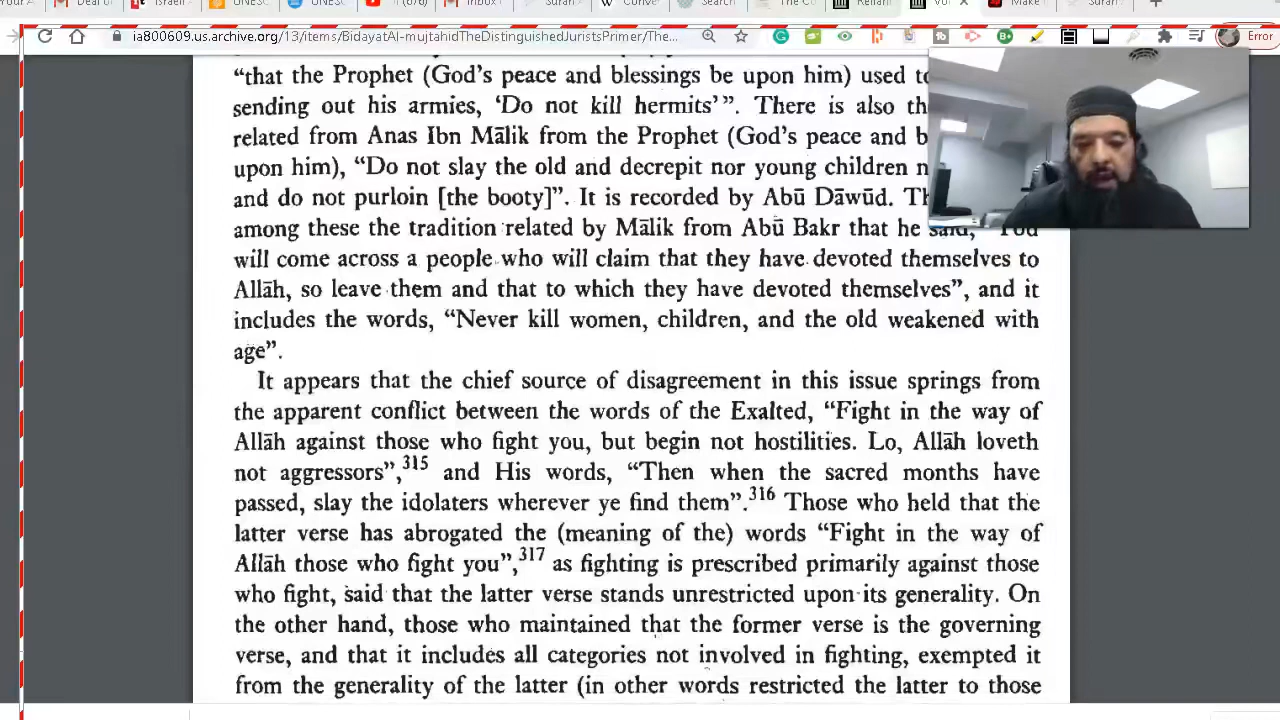 ia800609.us.archive.org/13/items/BidayatAl-mujtahidTheDistinguishedJuristsPrimer/The...
Error
“that the Prophet (God's peace and blessings be upon him) used to
sending out his armies, ‘Do not kill hermits’”. There is also th
related from Anas Ibn Mālik from the Prophet (God's peace and b
upon him), “Do not slay the old and decrepit nor young children n
and do not purloin [the booty]”. It is recorded by Abū Dāwūd. Th
among these the tradition related by Mālik from Abū Bakr that he said, “You
will come across a people who will claim that they have devoted themselves to
Allāh, so leave them and that to which they have devoted themselves”, and it
includes the words, “Never kill women, children, and the old weakened with
age”.
It appears that the chief source of disagreement in this issue springs from
the apparent conflict between the words of the Exalted, “Fight in the way of
Allāh against those who fight you, but begin not hostilities. Lo, Allāh loveth
not aggressors”,315 and His words, “Then when the sacred months have
passed, slay the idolaters wherever ye find them”.316 Those who held that the
latter verse has abrogated the (meaning of the) words “Fight in the way of
Allāh those who fight you”,317 as fighting is prescribed primarily against those
who fight, said that the latter verse stands unrestricted upon its generality. On
the other hand, those who maintained that the former verse is the governing
verse, and that it includes all categories not involved in fighting, exempted it
from the generality of the latter (in other words restricted the latter to those